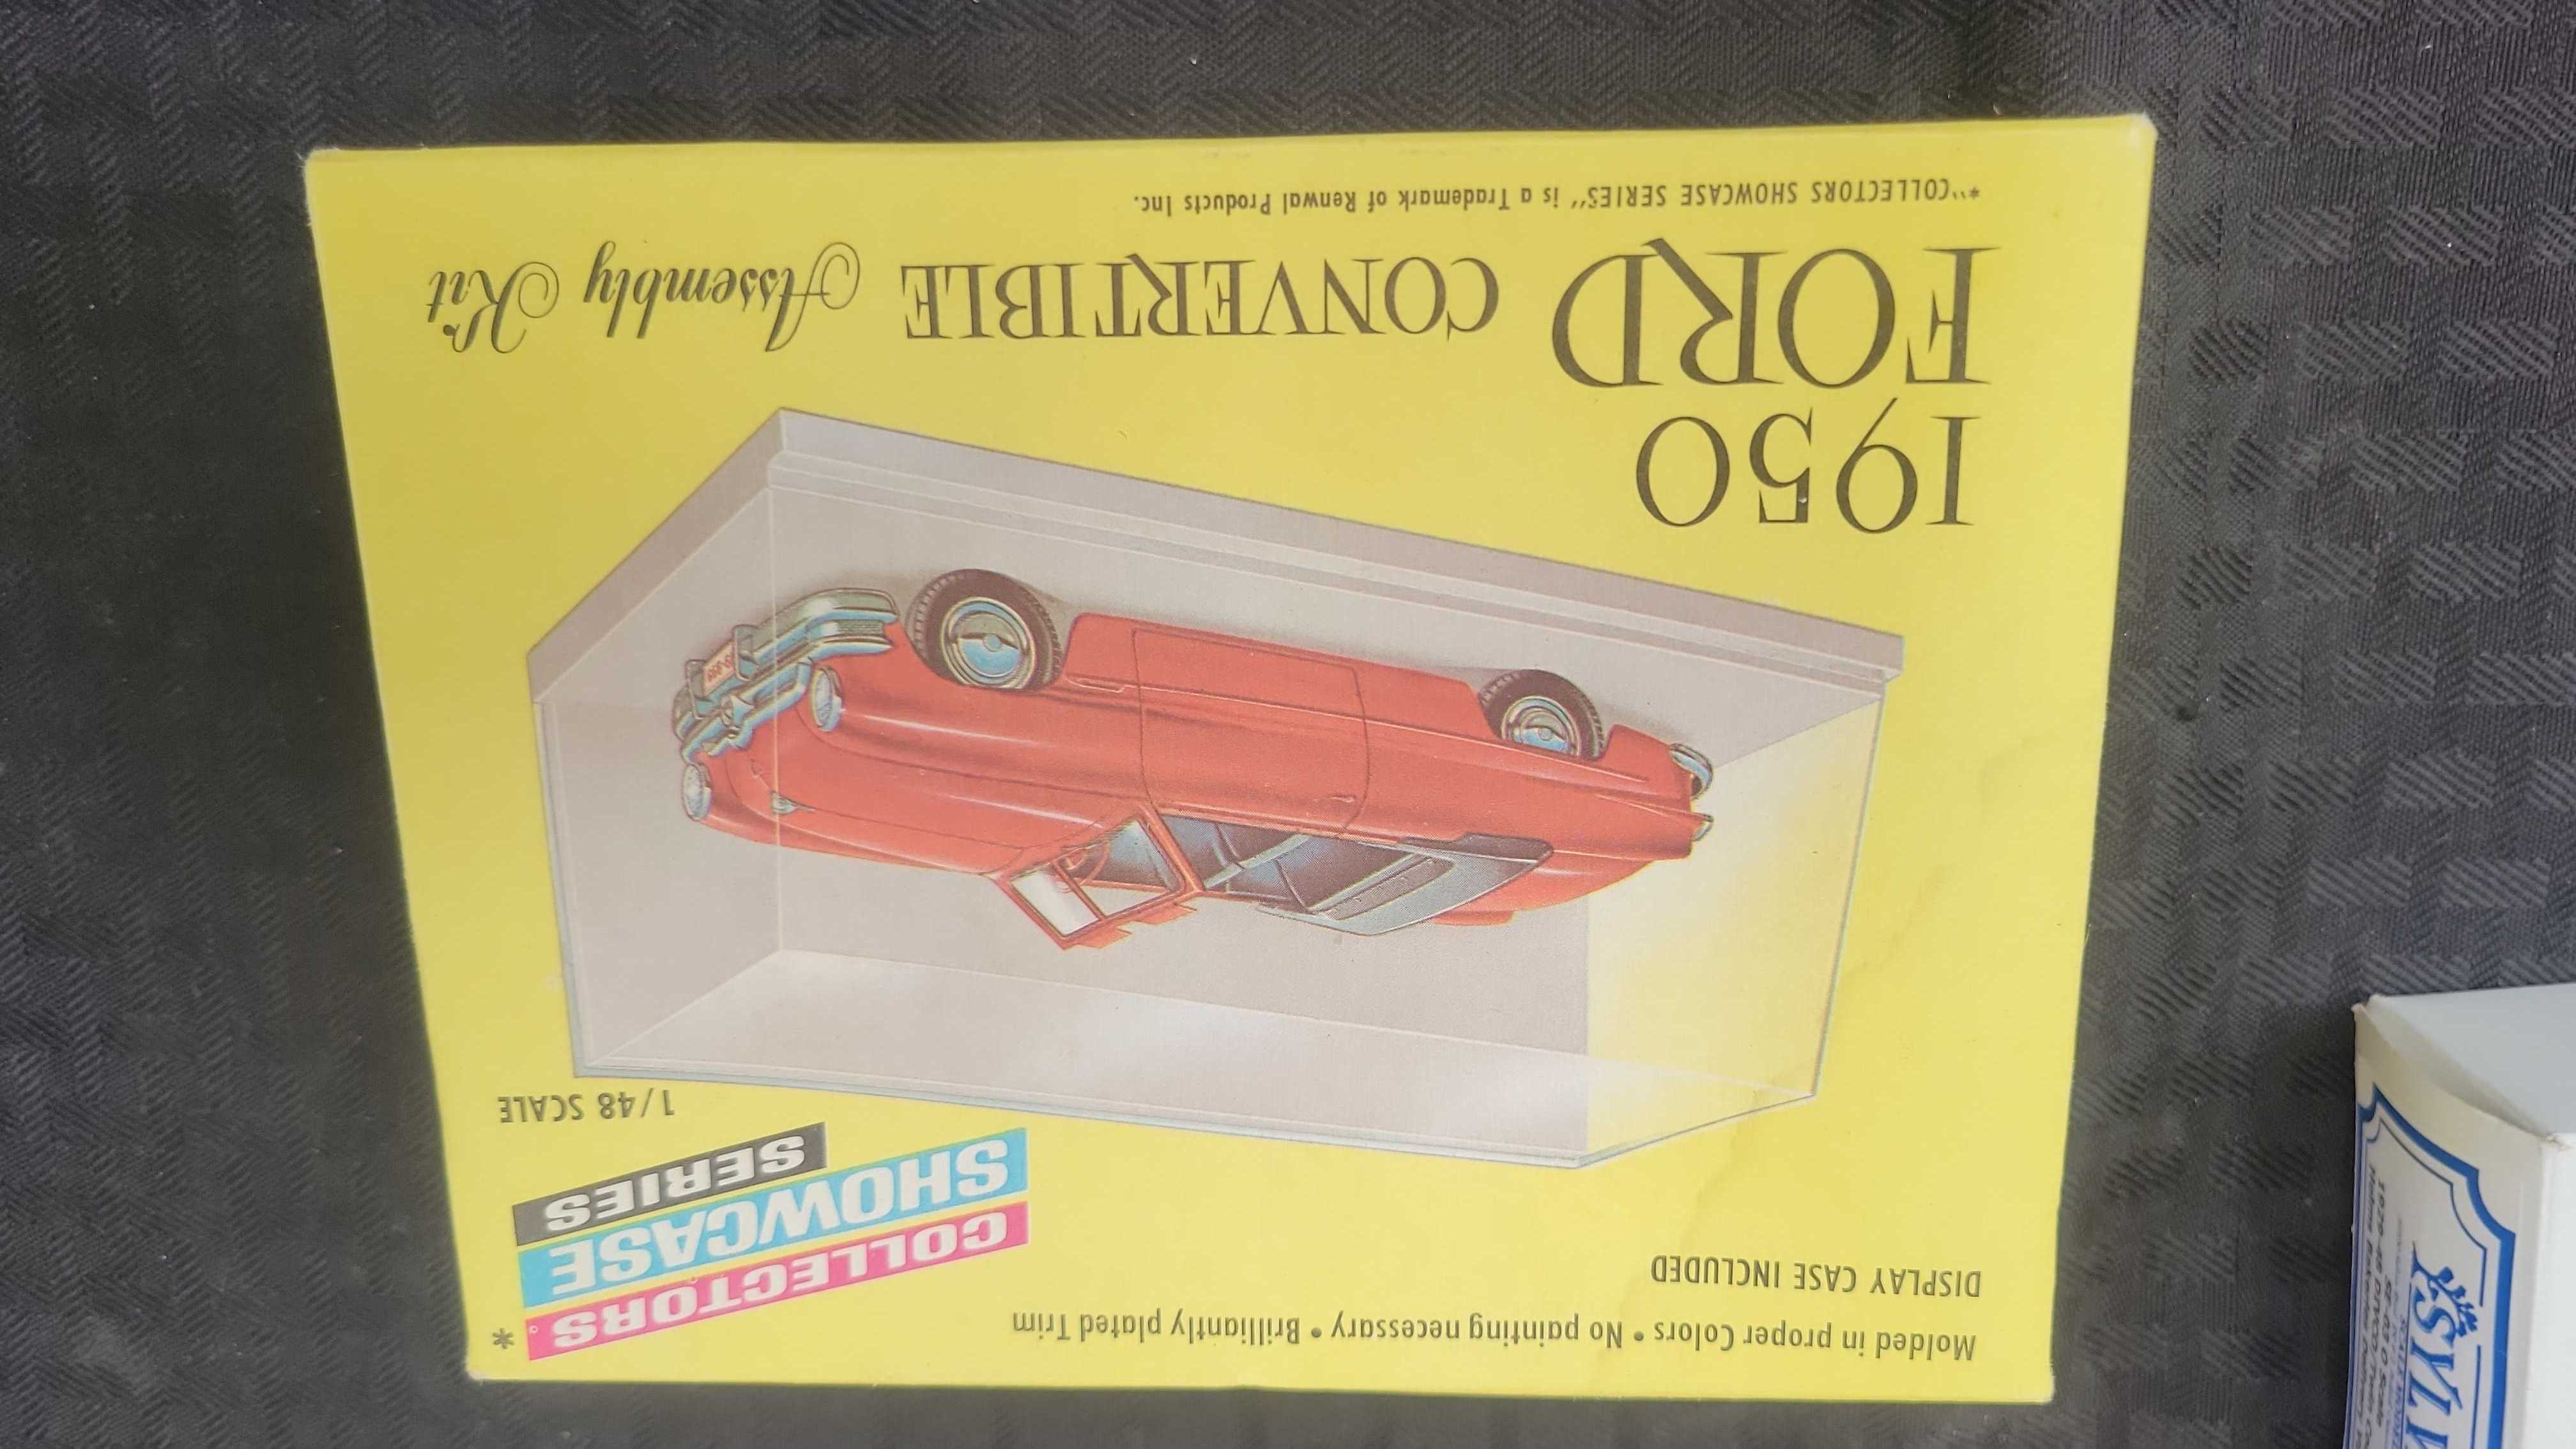 Molded in proper Colors • No painting necessary • Brilliantly plated Trim
DISPLAY CASE INCLUDED
COLLECTORS *
SHOWCASE
SERIES
1/48 SCALE
1950
FORD CONVERTIBLE Assembly Kit
*"COLLECTORS SHOWCASE SERIES" is a Trademark of Renwal Products Inc.
SYLV